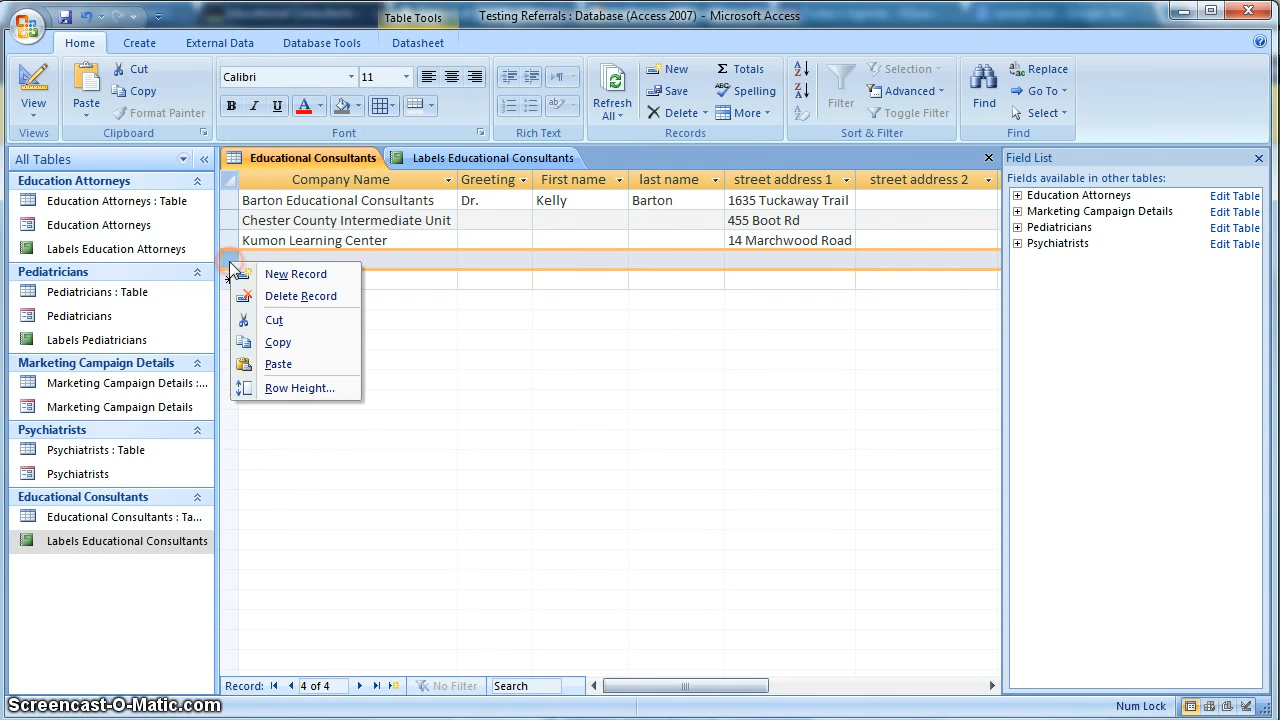 Table Tools
Testing Referrals : Database (Access 2007) - Microsoft Access
Home Create External Data Database Tools Datasheet
View
Views
Paste
Cut
Copy
Format Painter
Clipboard
Calibri 11
B I U A
Font
Rich Text
Refresh All
New
Save
Delete
Totals
Spelling
More
Records
Filter
Selection
Advanced
Toggle Filter
Sort & Filter
Find
Replace
Go To
Select
Find
All Tables
Education Attorneys
Education Attorneys : Table
Education Attorneys
Labels Education Attorneys
Pediatricians
Pediatricians : Table
Pediatricians
Labels Pediatricians
Marketing Campaign Details
Marketing Campaign Details :...
Marketing Campaign Details
Psychiatrists
Psychiatrists : Table
Psychiatrists
Educational Consultants
Educational Consultants : Ta...
Labels Educational Consultants
Educational Consultants Labels Educational Consultants
Company Name Greeting First name last name street address 1 street address 2
Barton Educational Consultants Dr. Kelly Barton 1635 Tuckaway Trail
Chester County Intermediate Unit 455 Boot Rd
Kumon Learning Center 14 Marchwood Road
New Record
Delete Record
Cut
Copy
Paste
Row Height...
Field List
Fields available in other tables:
Education Attorneys Edit Table
Marketing Campaign Details Edit Table
Pediatricians Edit Table
Psychiatrists Edit Table
Record: 4 of 4 No Filter Search
Screencast-O-Matic.com
Num Lock